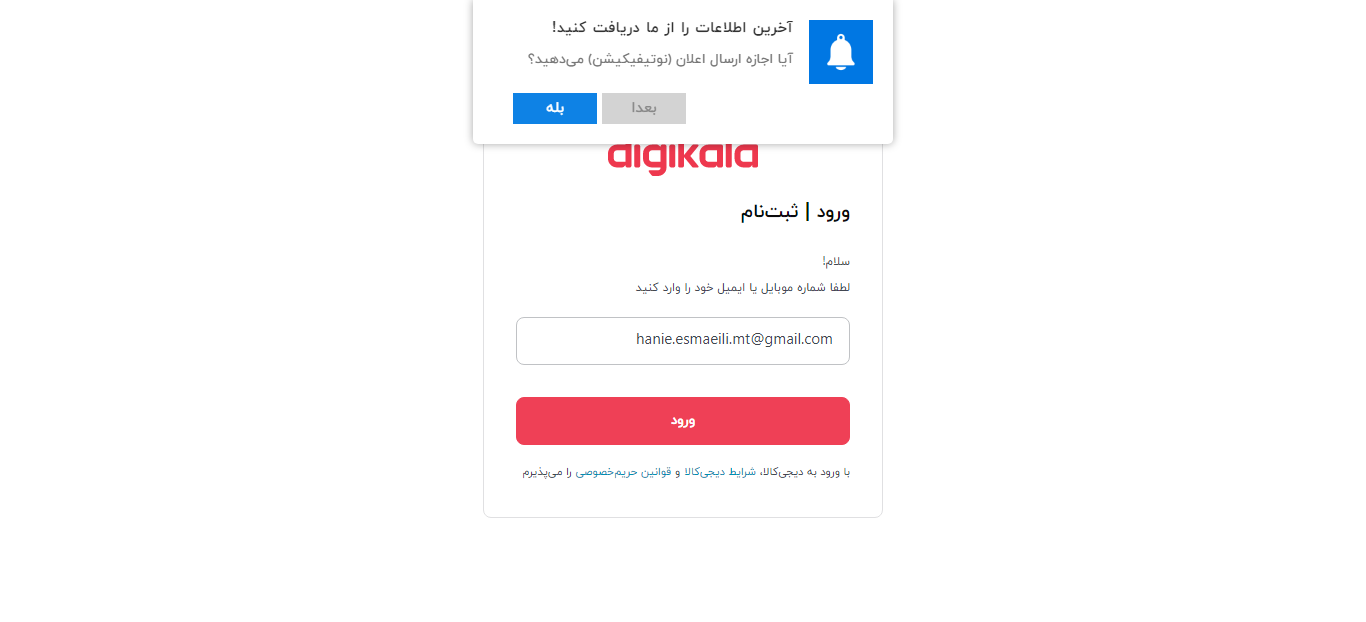 آخرین اطلاعات را از ما دریافت کنید!
آیا اجازه ارسال اعلان (نوتیفیکیشن) می‌دهید؟
بعدا
بله
digikala
ورود | ثبت‌نام
سلام!
لطفا شماره موبایل یا ایمیل خود را وارد کنید
hanie.esmaeili.mt@gmail.com
ورود
با ورود به دیجی‌کالا، شرایط دیجی‌کالا و قوانین حریم‌خصوصی را می‌پذیرم